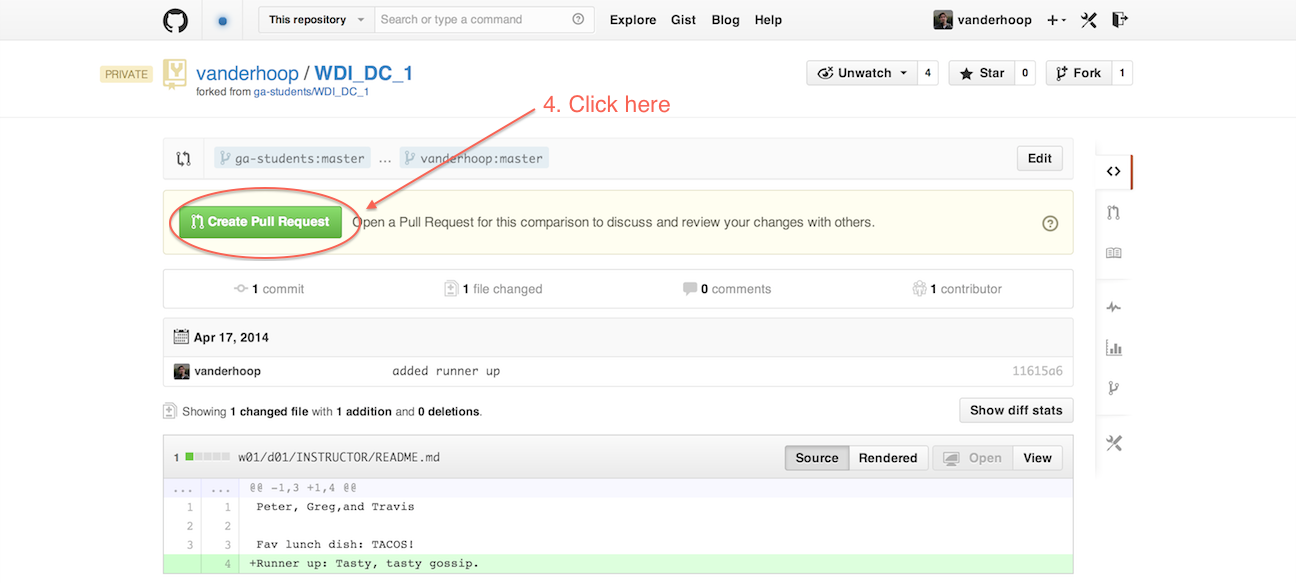 This repository Search or type a command Explore Gist Blog Help vanderhoop
PRIVATE vanderhoop / WDI_DC_1 Unwatch 4 Star 0 Fork 1
forked from ga-students/WDI_DC_1
4. Click here
ga-students:master ... vanderhoop:master Edit
Create Pull Request Open a Pull Request for this comparison to discuss and review your changes with others.
1 commit 1 file changed 0 comments 1 contributor
Apr 17, 2014
vanderhoop added runner up 11615a6
Showing 1 changed file with 1 addition and 0 deletions. Show diff stats
1 w01/d01/INSTRUCTOR/README.md Source Rendered Open View
... ... @@ -1,3 +1,4 @@
1 1 Peter, Greg,and Travis
2 2
3 3 Fav lunch dish: TACOS!
4 +Runner up: Tasty, tasty gossip.